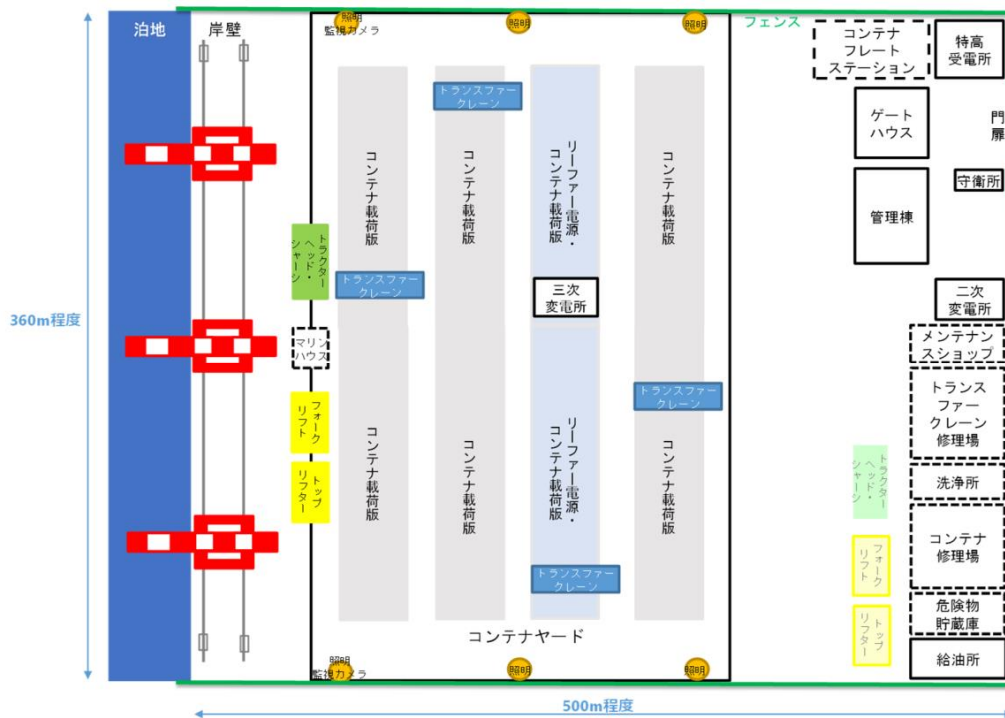 泊地
岸壁
照明
監視カメラ
照明
照明
フェンス
コンテナ
フレート
ステーション
特高
受電所
トランスファー
クレーン
ゲート
ハウス
門
扉
コンテナ載荷版
コンテナ載荷版
リーファー電源・
コンテナ載荷版
コンテナ載荷版
守衛所
管理棟
トラクター
ヘッド・
シャーシ
トランスファー
クレーン
三次
変電所
二次
変電所
360m程度
マリン
ハウス
メンテナン
スショップ
トランスファー
クレーン
トランス
ファー
クレーン
修理場
フォーク
リフト
コンテナ載荷版
コンテナ載荷版
リーファー電源・
コンテナ載荷版
コンテナ載荷版
トラクター
ヘッド・
シャーシ
洗浄所
トップ
リフター
コンテナ
修理場
フォーク
リフト
トランスファー
クレーン
危険物
貯蔵庫
トップ
リフター
コンテナヤード
給油所
照明
監視カメラ
照明
照明
500m程度